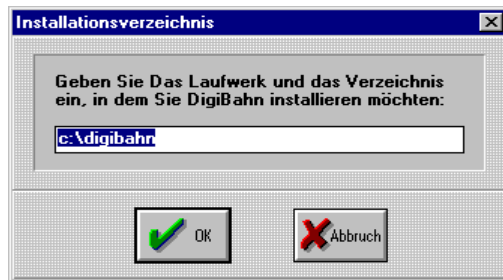 Installationsverzeichnis
Geben Sie Das Laufwerk und das Verzeichnis
ein, in dem Sie DigiBahn installieren möchten:
c:\digibahn
OK
Abbruch